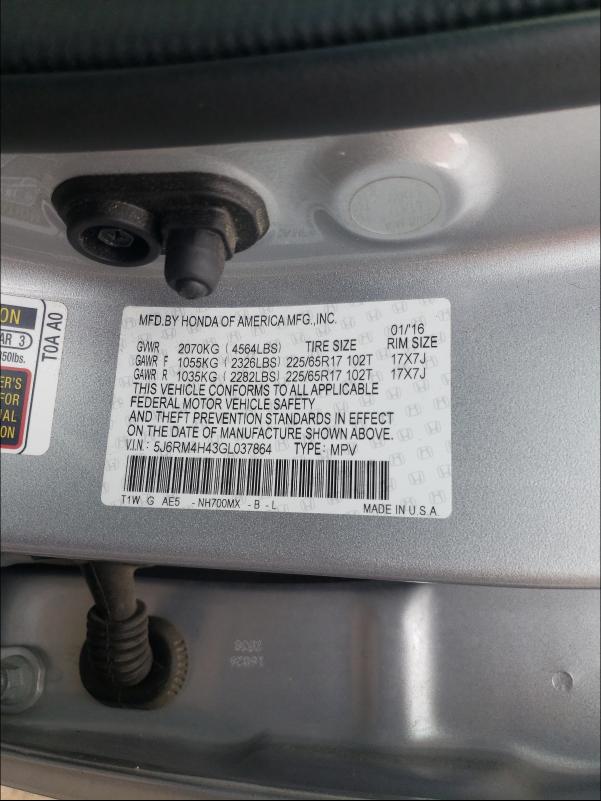 MFD.BY HONDA OF AMERICA MFG.,INC.
01/'16
GVWR 2070KG ( 4564LBS) TIRE SIZE RIM SIZE
GAWR F 1055KG ( 2326LBS) 225/65R17 102T 17X7J
GAWR R 1035KG ( 2282LBS) 225/65R17 102T 17X7J
THIS VEHICLE CONFORMS TO ALL APPLICABLE
FEDERAL MOTOR VEHICLE SAFETY
AND THEFT PREVENTION STANDARDS IN EFFECT
ON THE DATE OF MANUFACTURE SHOWN ABOVE.
V.I.N: 5J6RM4H43GL037864 TYPE: MPV
T1W G AE5 -NH700MX -B -L
MADE IN U.S.A.
T0A A0
3
350lbs.
FOR